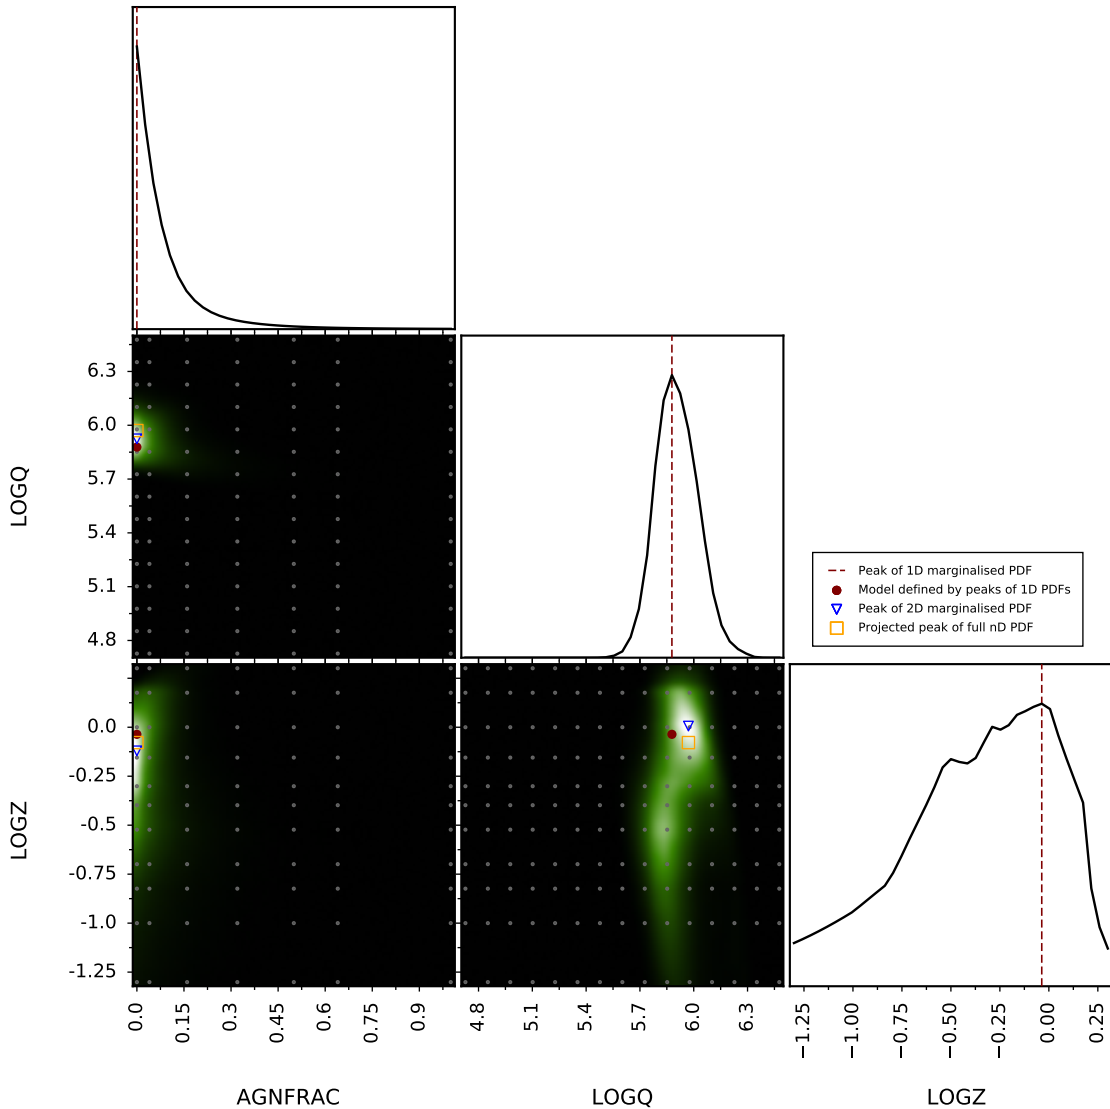 6.3
6.0
5.7
5.4
5.1
4.8
LOGQ
Peak of 1D marginalised PDF
Model defined by peaks of 1D PDFs
Peak of 2D marginalised PDF
Projected peak of full nD PDF
0.0
-0.25
-0.5
-0.75
-1.0
-1.25
LOGZ
0.0 0.15 0.3 0.45 0.6 0.75 0.9
4.8 5.1 5.4 5.7 6.0 6.3
−1.25 −1.00 −0.75 −0.50 −0.25 0.00 0.25
AGNFRAC LOGQ LOGZ